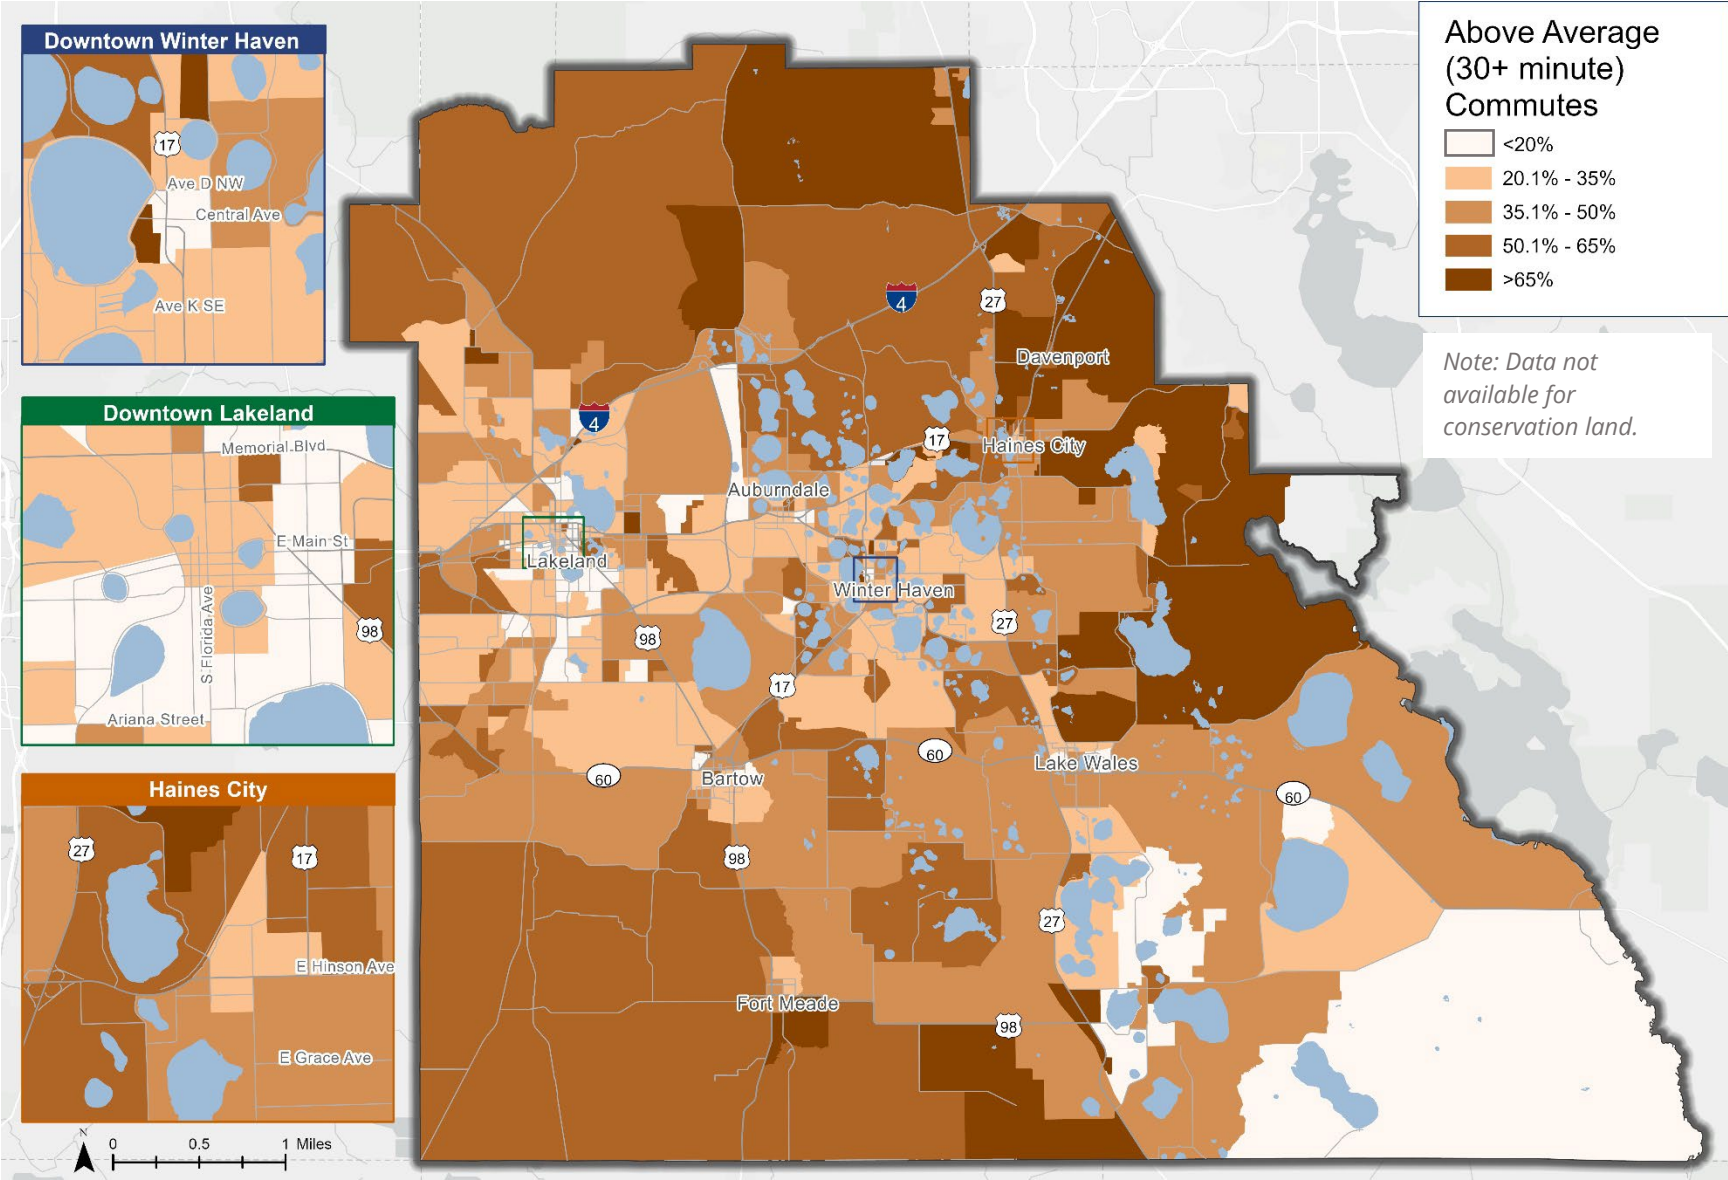 Downtown Winter Haven
17
Ave D NW
Central Ave
Ave K SE
Downtown Lakeland
Memorial Blvd
E Main St
S Florida Ave
98
Ariana Street
Haines City
27
17
E Hinson Ave
E Grace Ave
N
0 0.5 1 Miles
4
27
Davenport
4
17
Haines City
Auburndale
Lakeland
Winter Haven
27
98
17
60
Lake Wales
60
Bartow
60
98
27
Fort Meade
98
Above Average
(30+ minute)
Commutes
<20%
20.1% - 35%
35.1% - 50%
50.1% - 65%
>65%
Note: Data not
available for
conservation land.